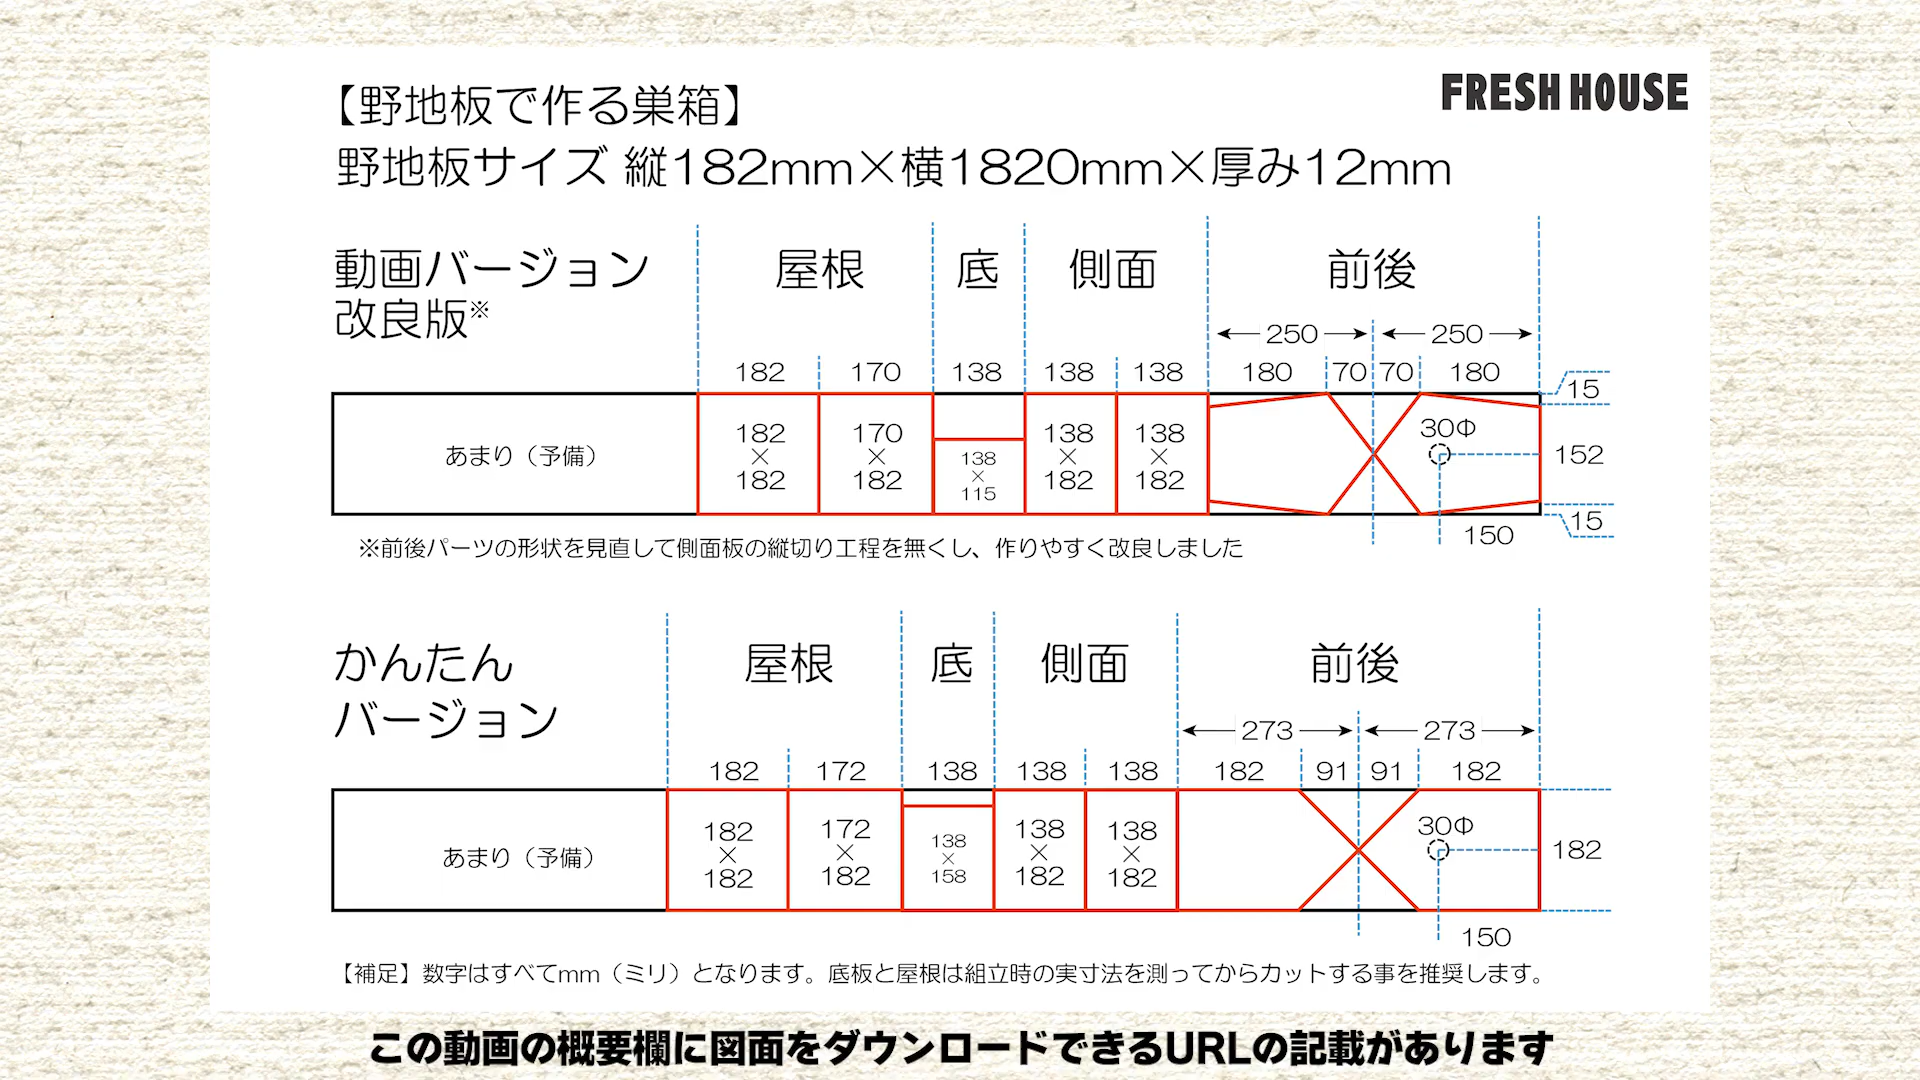 【野地板で作る巣箱】
FRESH HOUSE
野地板サイズ 縦182mm×横1820mm×厚み12mm
動画バージョン
改良版※
屋根 底 側面 前後
250 250
182 170 138 138 138 180 70 70 180
15
あまり（予備）
182
×
182
170
×
182
138
×
115
138
×
182
138
×
182
30Φ
152
15
150
※前後パーツの形状を見直して側面板の縦切り工程を無くし、作りやすく改良しました
かんたん
バージョン
屋根 底 側面 前後
273 273
182 172 138 138 138 182 91 91 182
あまり（予備）
182
×
182
172
×
182
138
×
158
138
×
182
138
×
182
30Φ
182
150
【補足】数字はすべてmm（ミリ）となります。底板と屋根は組立時の実寸法を測ってからカットする事を推奨します。
この動画の概要欄に図面をダウンロードできるURLの記載があります